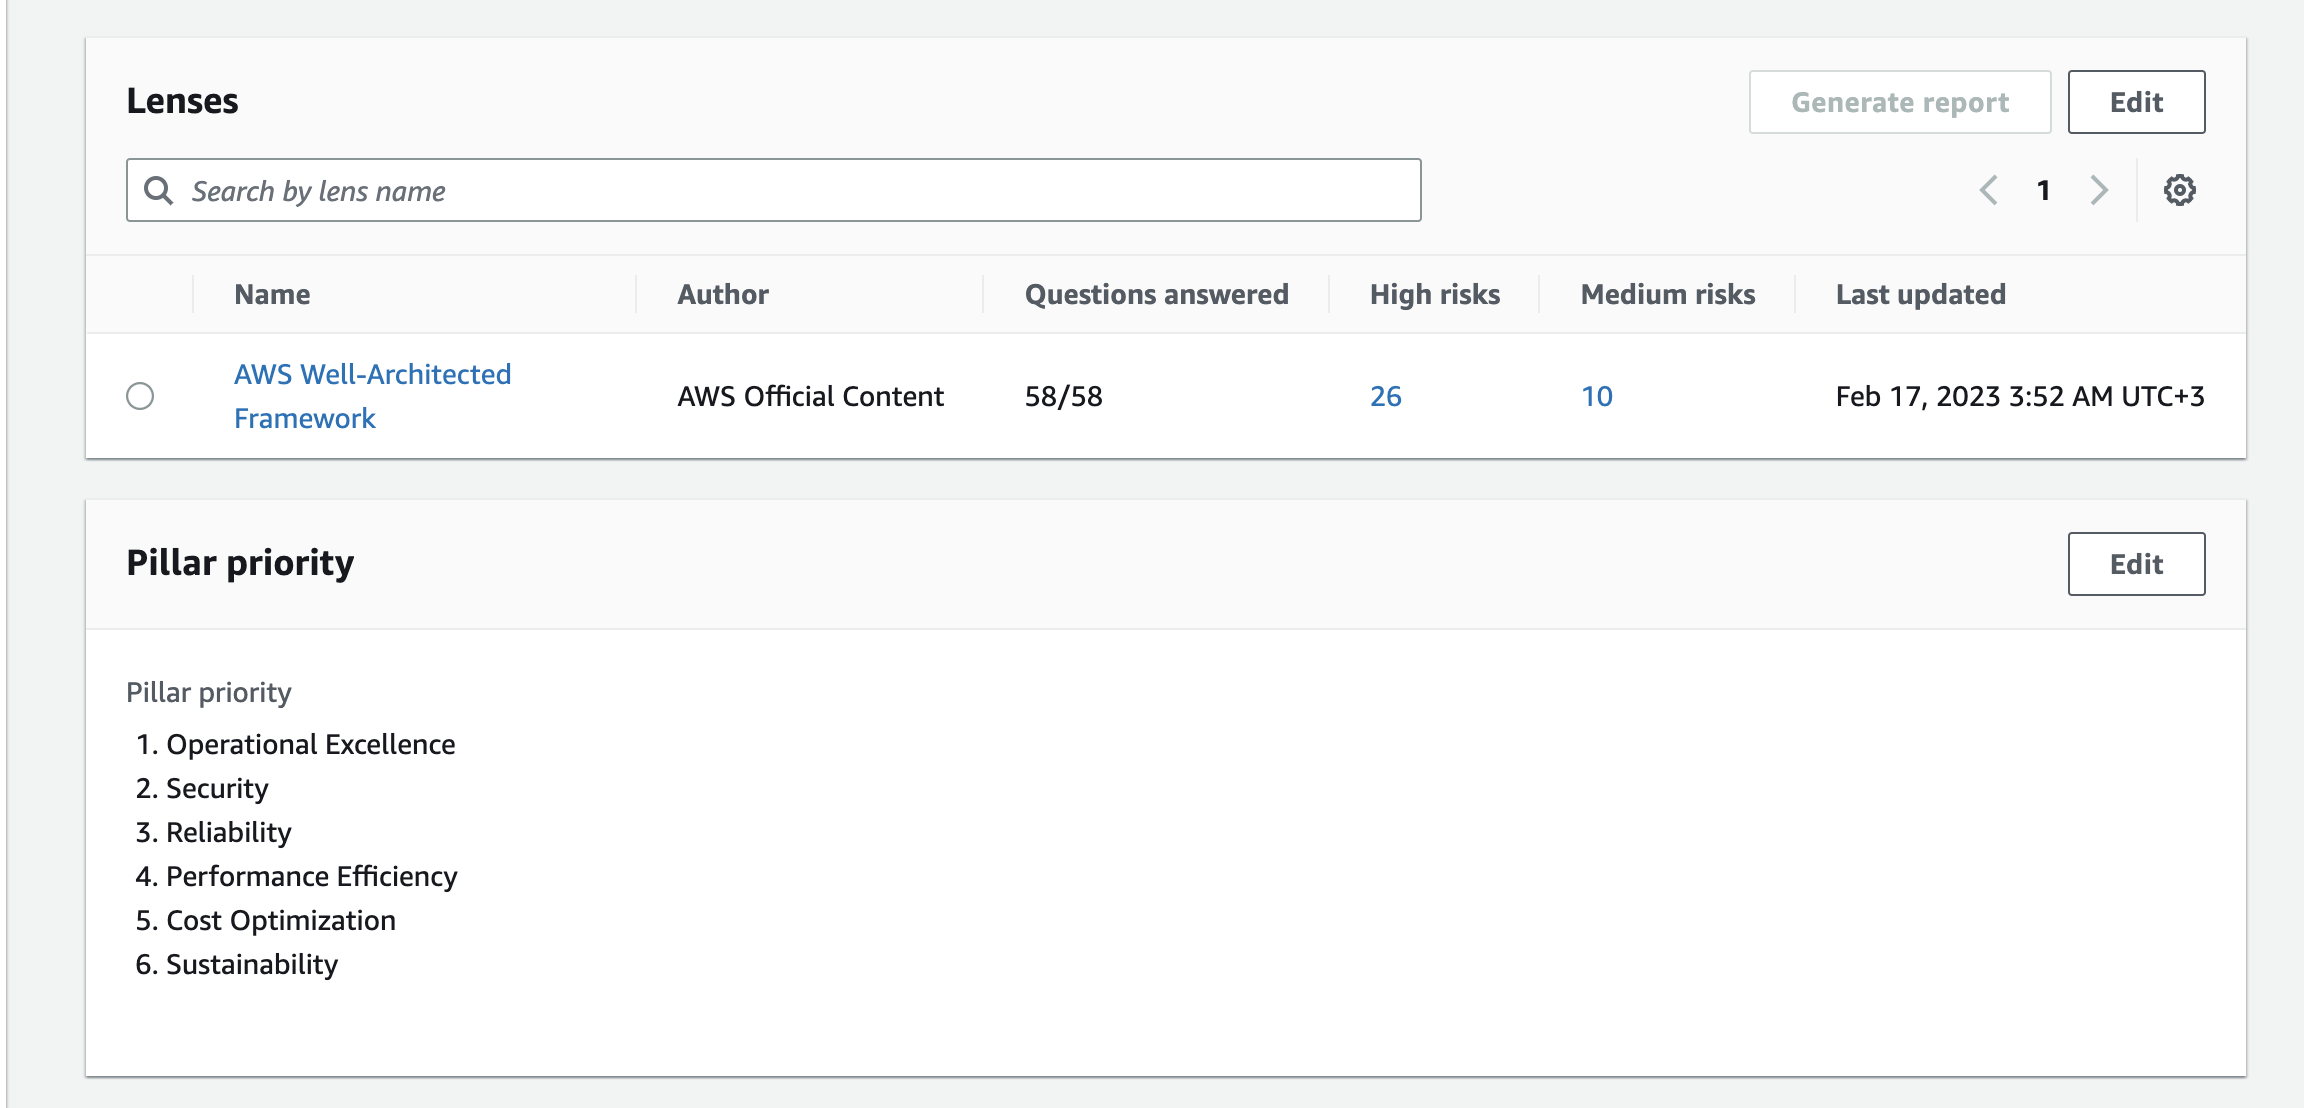 Lenses
Generate report
Edit
Search by lens name
1
Name Author Questions answered High risks Medium risks Last updated
AWS Well-Architected
Framework
AWS Official Content 58/58 26 10 Feb 17, 2023 3:52 AM UTC+3
Pillar priority
Edit
Pillar priority
1. Operational Excellence
2. Security
3. Reliability
4. Performance Efficiency
5. Cost Optimization
6. Sustainability